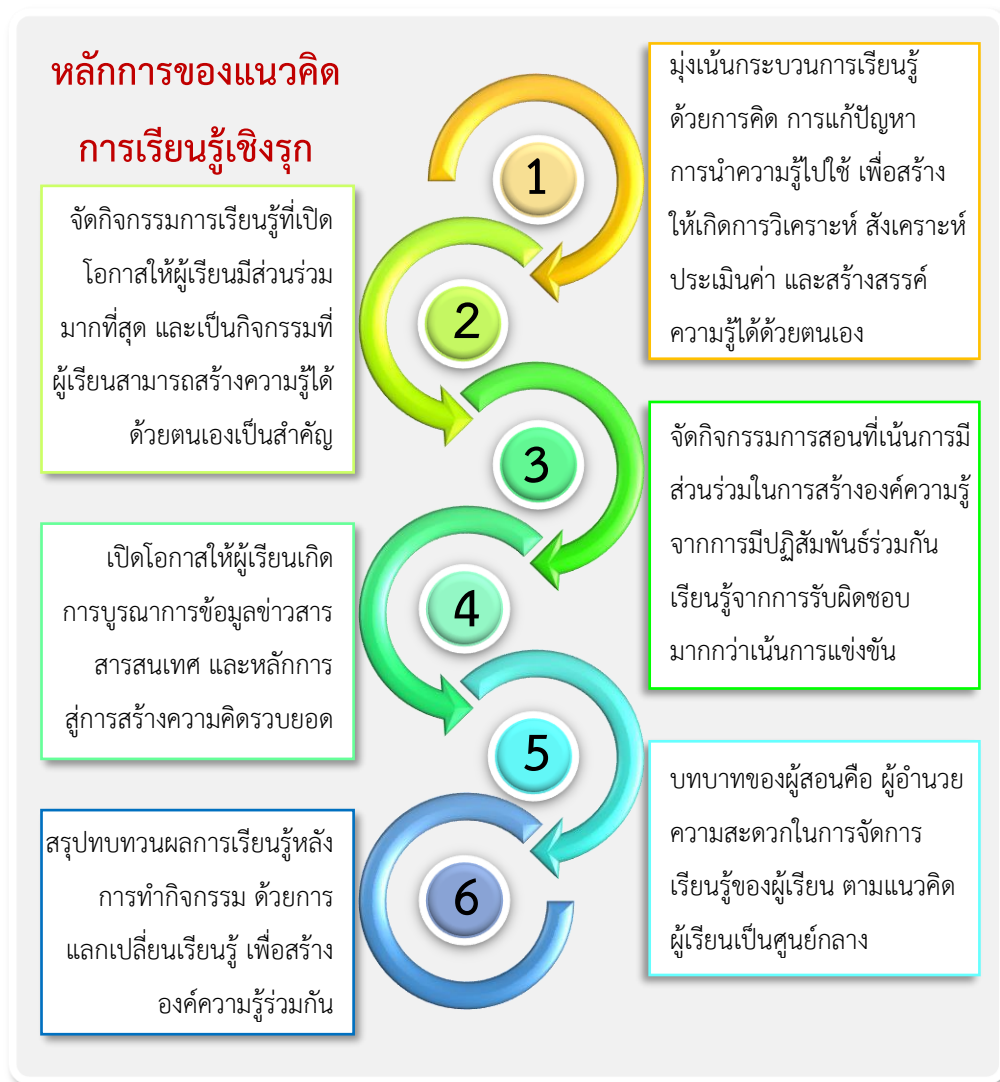 หลักการของแนวคิด
การเรียนรู้เชิงรุก
1
มุ่งเน้นกระบวนการเรียนรู้
ด้วยการคิด การแก้ปัญหา
การนำความรู้ไปใช้ เพื่อสร้าง
ให้เกิดการวิเคราะห์ สังเคราะห์
ประเมินค่า และสร้างสรรค์
ความรู้ได้ด้วยตนเอง
2
จัดกิจกรรมการเรียนรู้ที่เปิด
โอกาสให้ผู้เรียนมีส่วนร่วม
มากที่สุด และเป็นกิจกรรมที่
ผู้เรียนสามารถสร้างความรู้ได้
ด้วยตนเองเป็นสำคัญ
3
จัดกิจกรรมการสอนที่เน้นการมี
ส่วนร่วมในการสร้างองค์ความรู้
จากการมีปฏิสัมพันธ์ร่วมกัน
เรียนรู้จากการรับผิดชอบ
มากกว่าเน้นการแข่งขัน
4
เปิดโอกาสให้ผู้เรียนเกิด
การบูรณาการข้อมูลข่าวสาร
สารสนเทศ และหลักการ
สู่การสร้างความคิดรวบยอด
5
บทบาทของผู้สอนคือ ผู้อำนวย
ความสะดวกในการจัดการ
เรียนรู้ของผู้เรียน ตามแนวคิด
ผู้เรียนเป็นศูนย์กลาง
6
สรุปทบทวนผลการเรียนรู้หลัง
การทำกิจกรรม ด้วยการ
แลกเปลี่ยนเรียนรู้ เพื่อสร้าง
องค์ความรู้ร่วมกัน